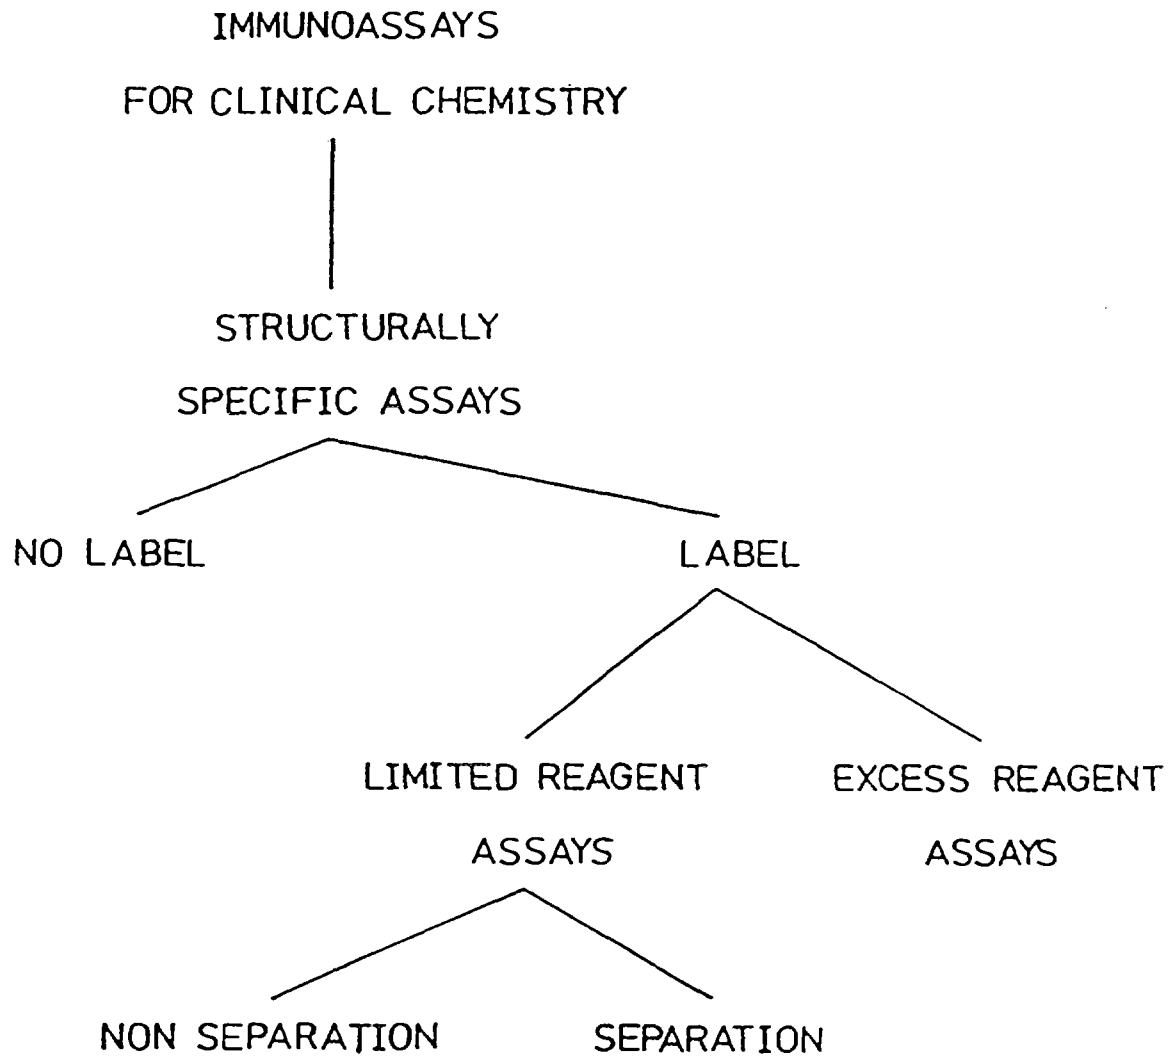 IMMUNOASSAYS
FOR CLINICAL CHEMISTRY
STRUCTURALLY
SPECIFIC ASSAYS
NO LABEL
LABEL
LIMITED REAGENT
ASSAYS
EXCESS REAGENT
ASSAYS
NON SEPARATION
SEPARATION